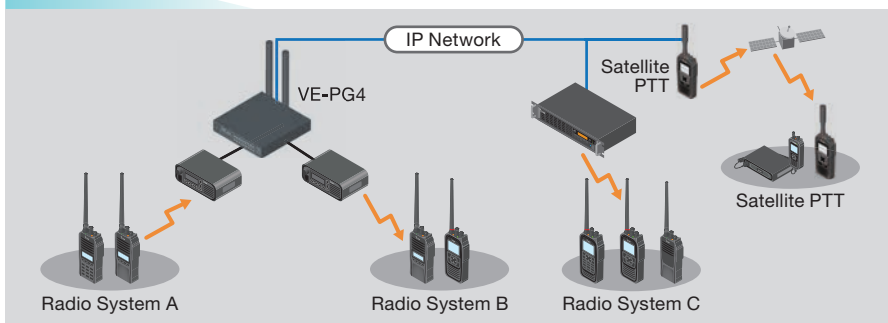 IP Network
Satellite
PTT
VE-PG4
Satellite PTT
Radio System A
Radio System B
Radio System C